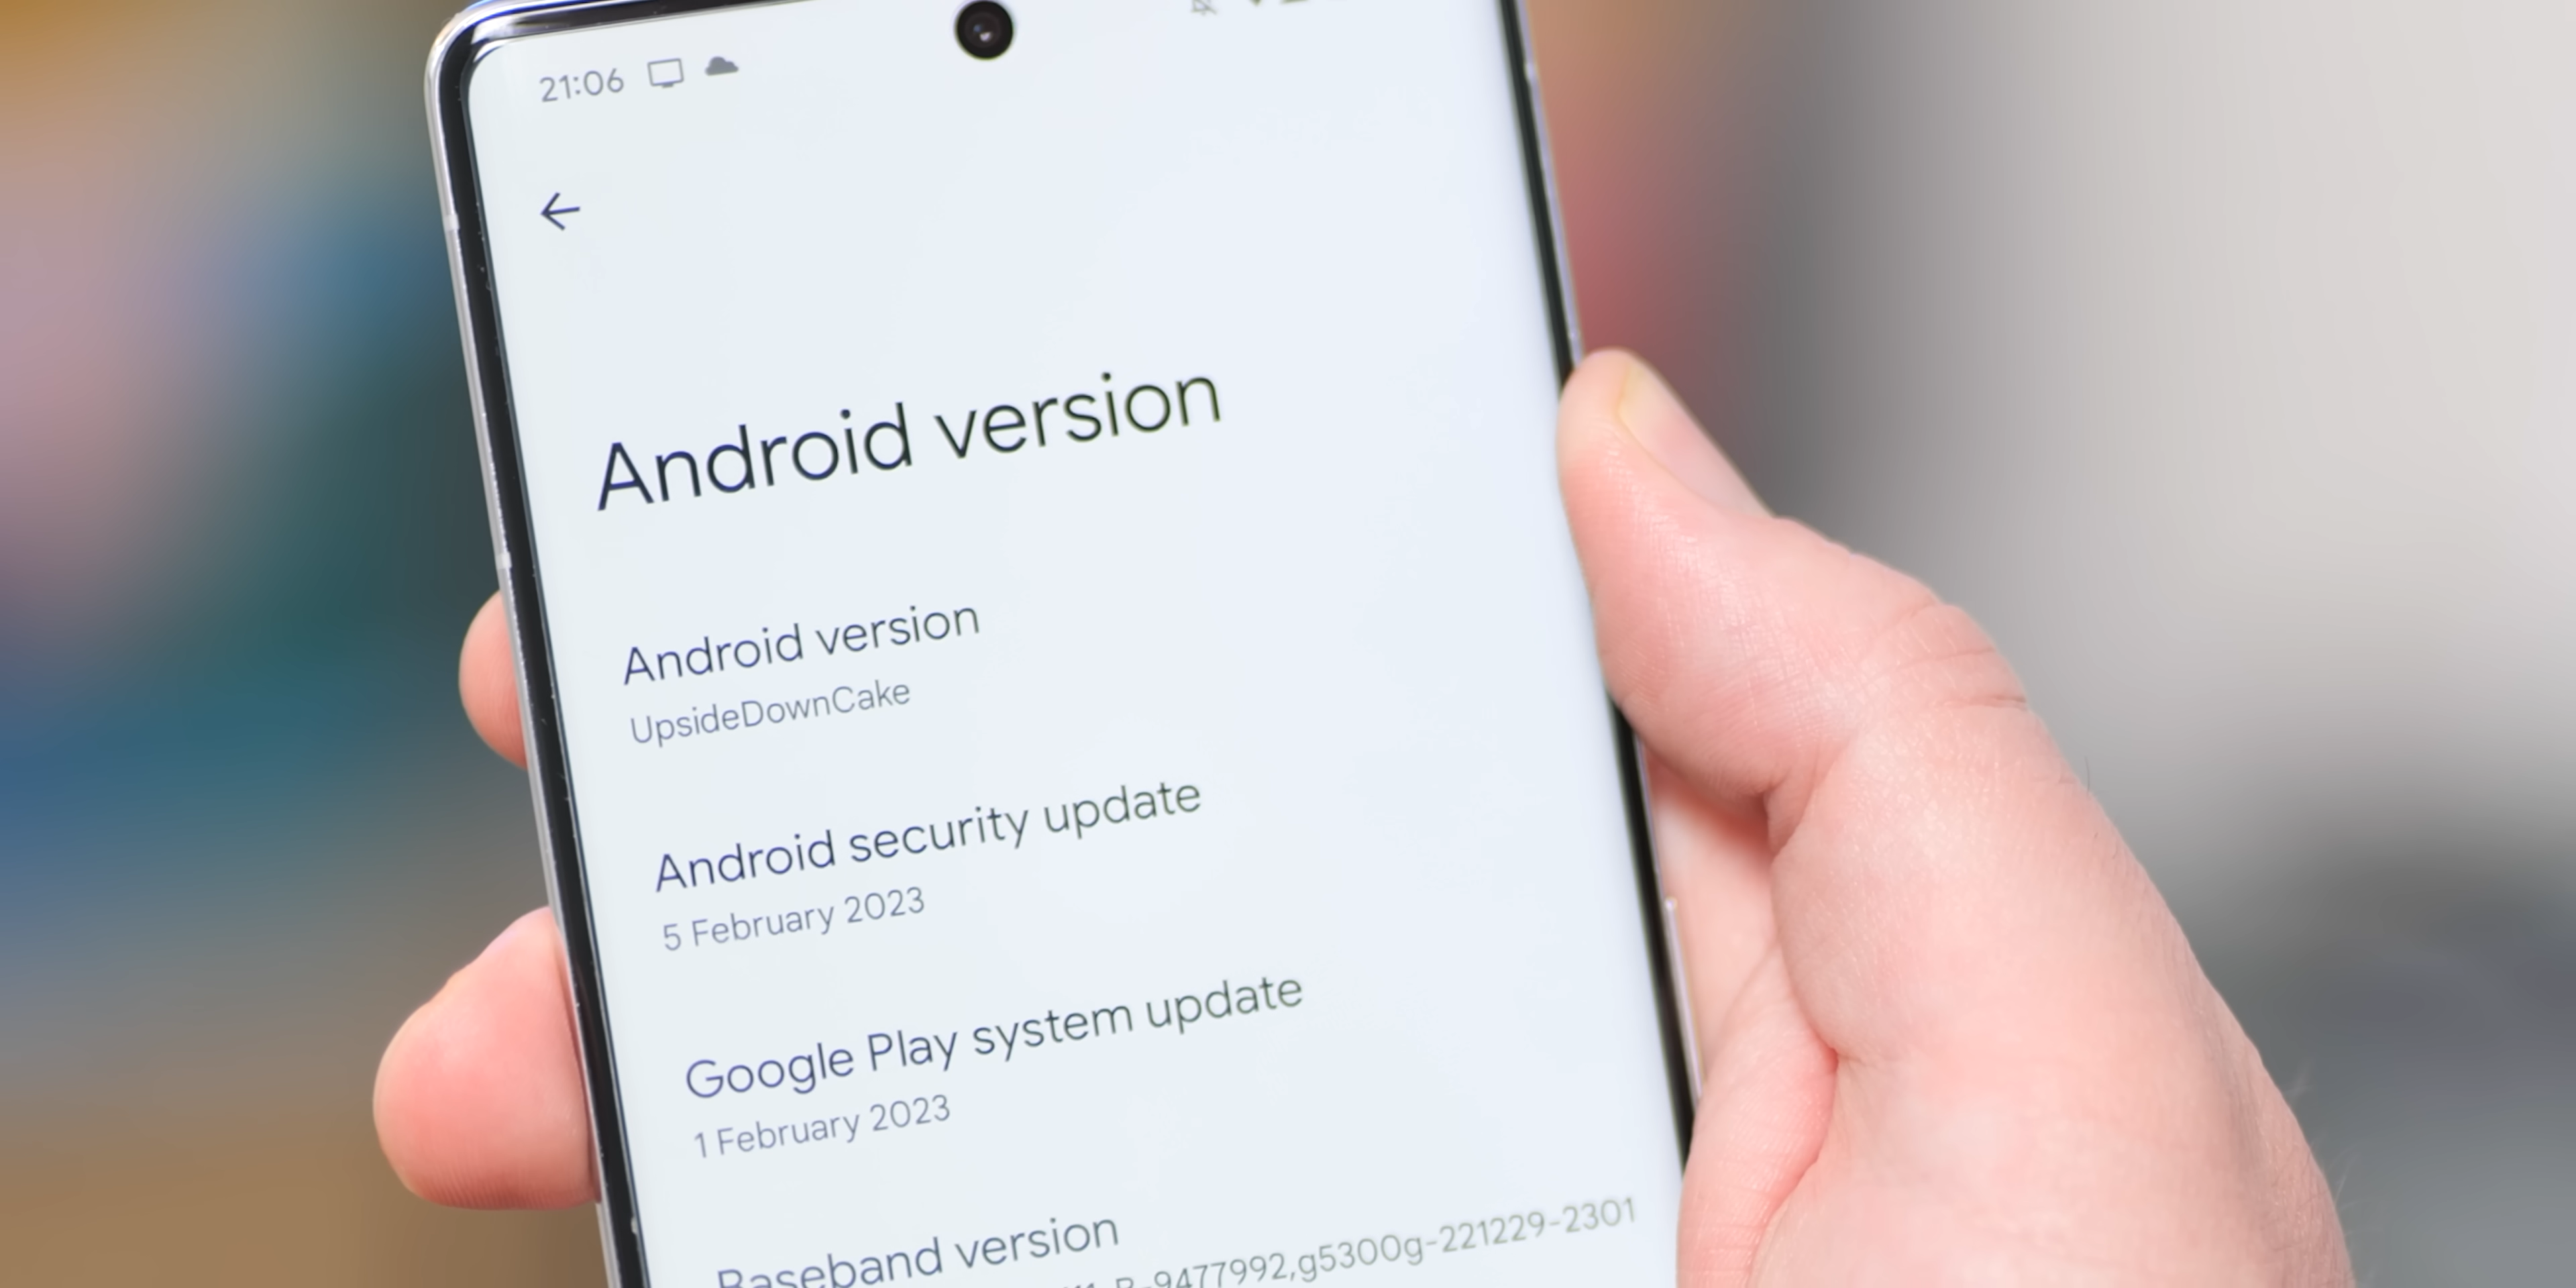 21:06
Android version
Android version
UpsideDownCake
Android security update
5 February 2023
Google Play system update
1 February 2023
Baseband version
B-9477992,g5300g-221229-2301